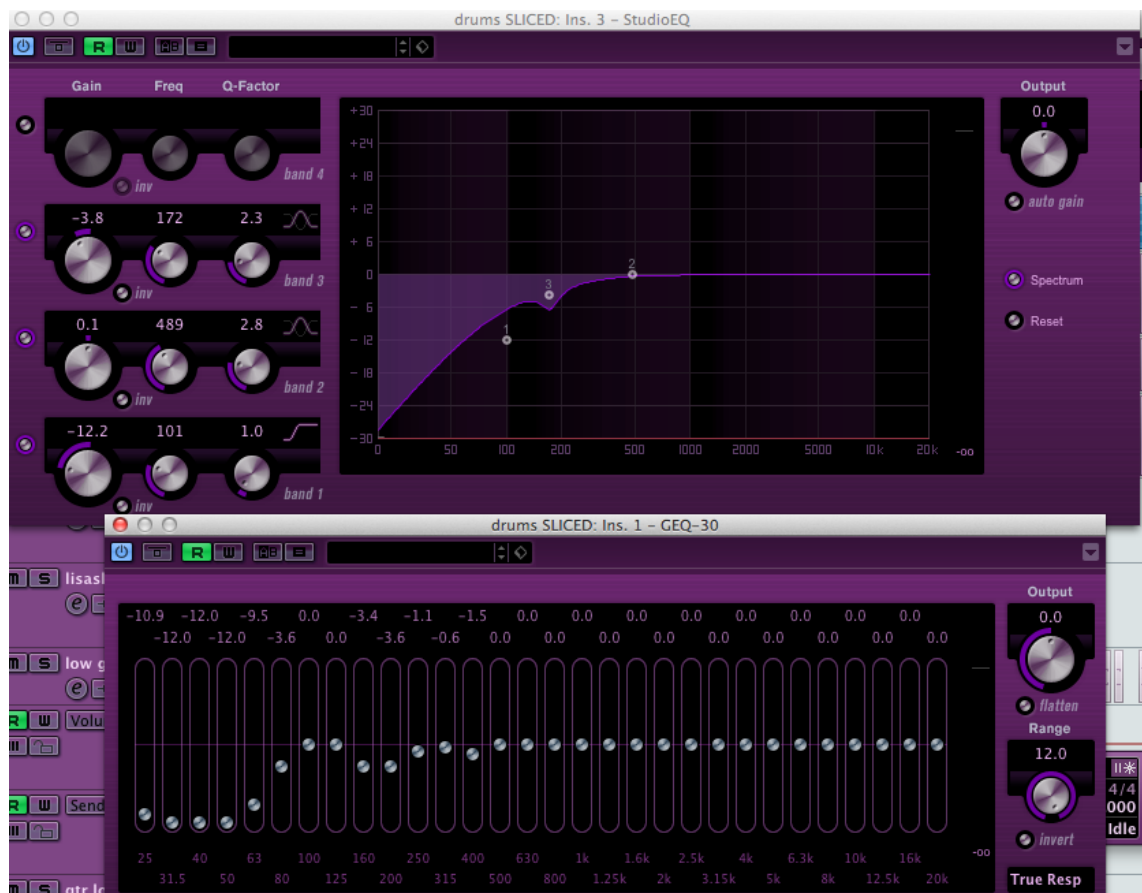 drums SLICED: Ins. 3 - StudioEQ
R W AB
Gain Freq Q-Factor
Output
0.0
inv band 4
auto gain
-3.8 172 2.3
inv band 3
Spectrum
0.1 489 2.8
inv band 2
Reset
-12.2 101 1.0
inv band 1
+30
+24
+18
+12
+ 6
0
- 6
- 12
- 18
-24
-30
1 2 3
0 50 100 200 500 1000 2000 5000 10k 20k -oo
drums SLICED: Ins. 1 - GEQ-30
R W AB
Output
-10.9 -12.0 -9.5 0.0 -3.4 -1.1 -1.5 0.0 0.0 0.0 0.0 0.0 0.0 0.0 0.0
-12.0 -12.0 -3.6 0.0 -3.6 -0.6 0.0 0.0 0.0 0.0 0.0 0.0 0.0 0.0 0.0
0.0
flatten
Range
12.0
invert
25 40 63 100 160 250 400 630 1k 1.6k 2.5k 4k 6.3k 10k 16k
31.5 50 80 125 200 315 500 800 1.25k 2k 3.15k 5k 8k 12.5k 20k
-oo
True Resp
S
e
S low g
e
R W Volu
R W Send
S gtr
4/4
000
Idle